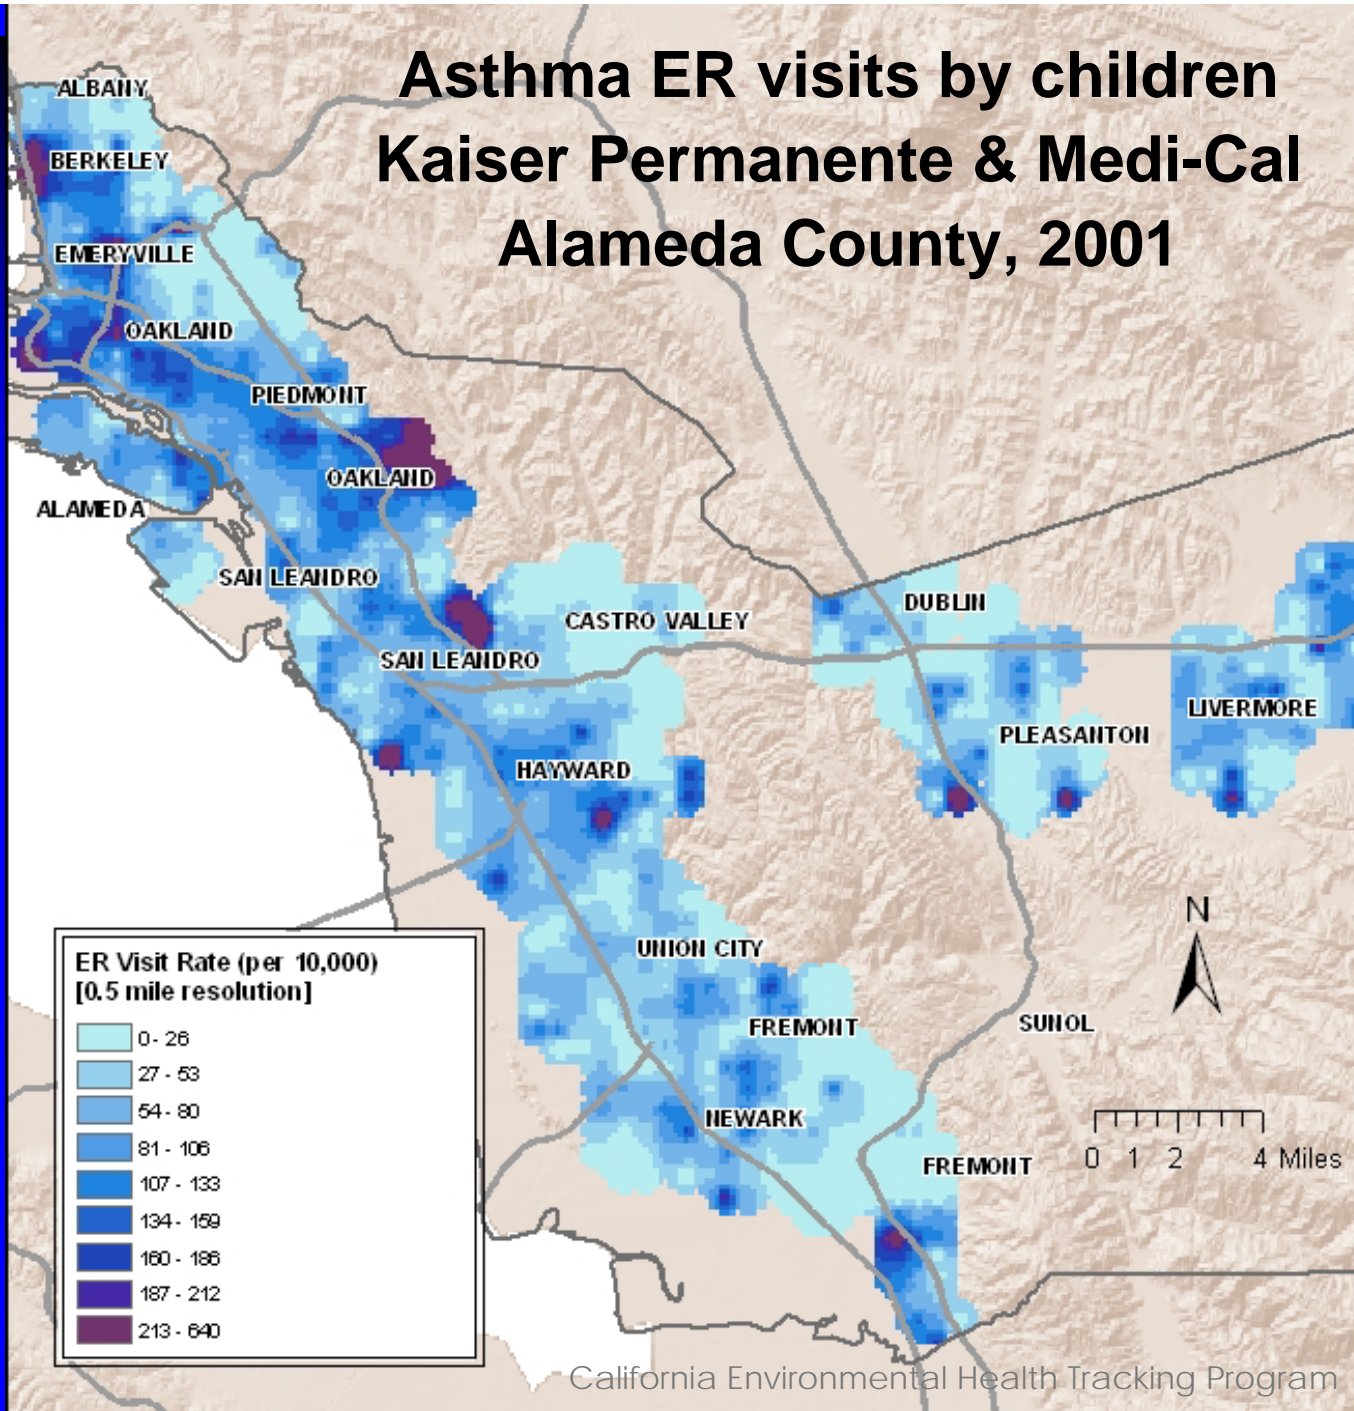 Asthma ER visits by children
Kaiser Permanente & Medi-Cal
Alameda County, 2001
ALBANY
BERKELEY
EMERYVILLE
OAKLAND
PIEDMONT
OAKLAND
ALAMEDA
SAN LEANDRO
CASTRO VALLEY
DUBLIN
SAN LEANDRO
LIVERMORE
PLEASANTON
HAYWARD
UNION CITY
FREMONT
SUNOL
NEWARK
FREMONT
N
0 1 2 4 Miles
ER Visit Rate (per 10,000)
[0.5 mile resolution]
0 - 26
27 - 53
54 - 80
81 - 106
107 - 133
134 - 159
160 - 186
187 - 212
213 - 640
California Environmental Health Tracking Program